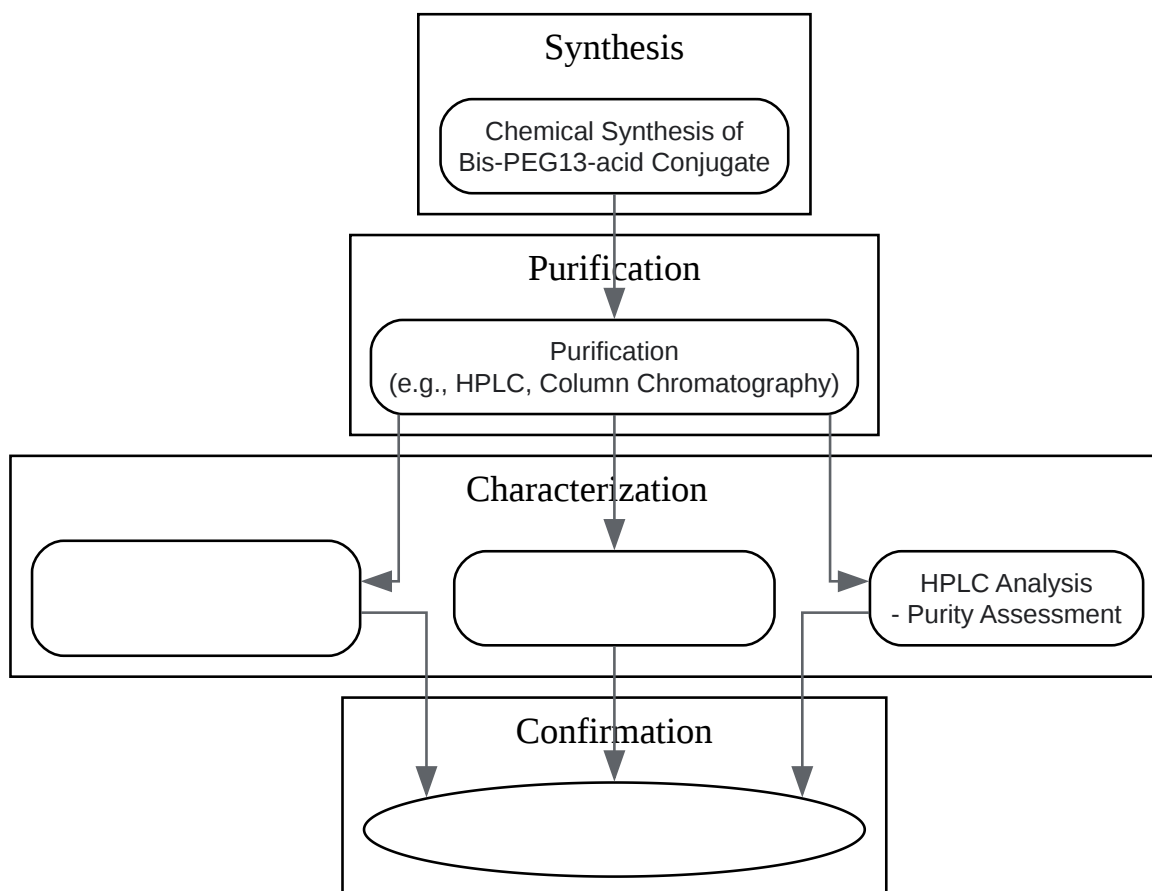 Synthesis
Chemical Synthesis of
Bis-PEG13-acid Conjugate
Purification
Purification
(e.g., HPLC, Column Chromatography)
Characterization
HPLC Analysis
- Purity Assessment
Confirmation